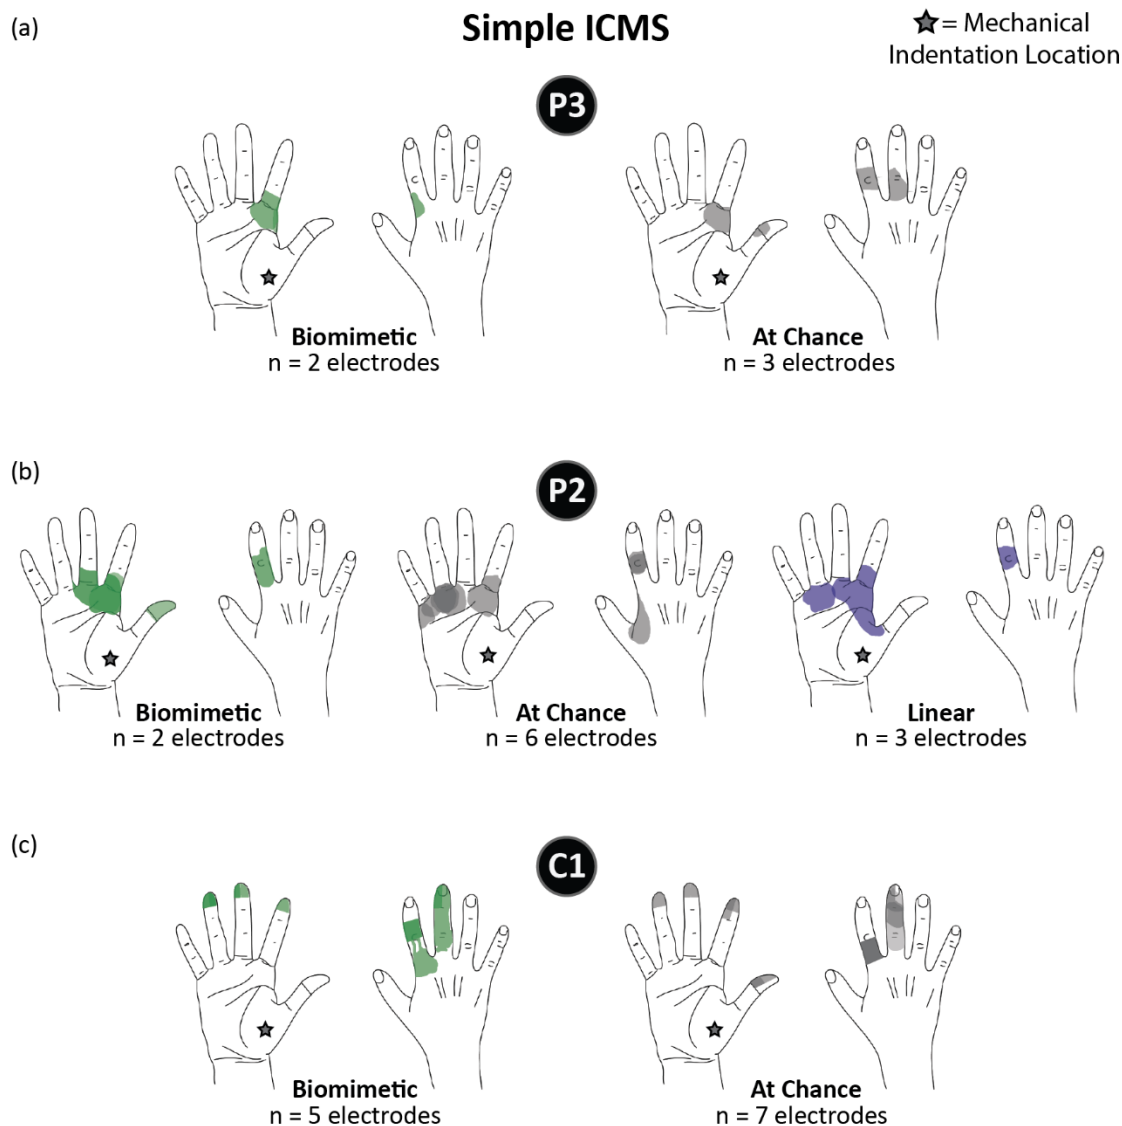 (a)
Simple ICMS
= Mechanical
Indentation Location
P3
Biomimetic
n = 2 electrodes
At Chance
n = 3 electrodes
(b)
P2
Biomimetic
n = 2 electrodes
At Chance
n = 6 electrodes
Linear
n = 3 electrodes
(c)
C1
Biomimetic
n = 5 electrodes
At Chance
n = 7 electrodes